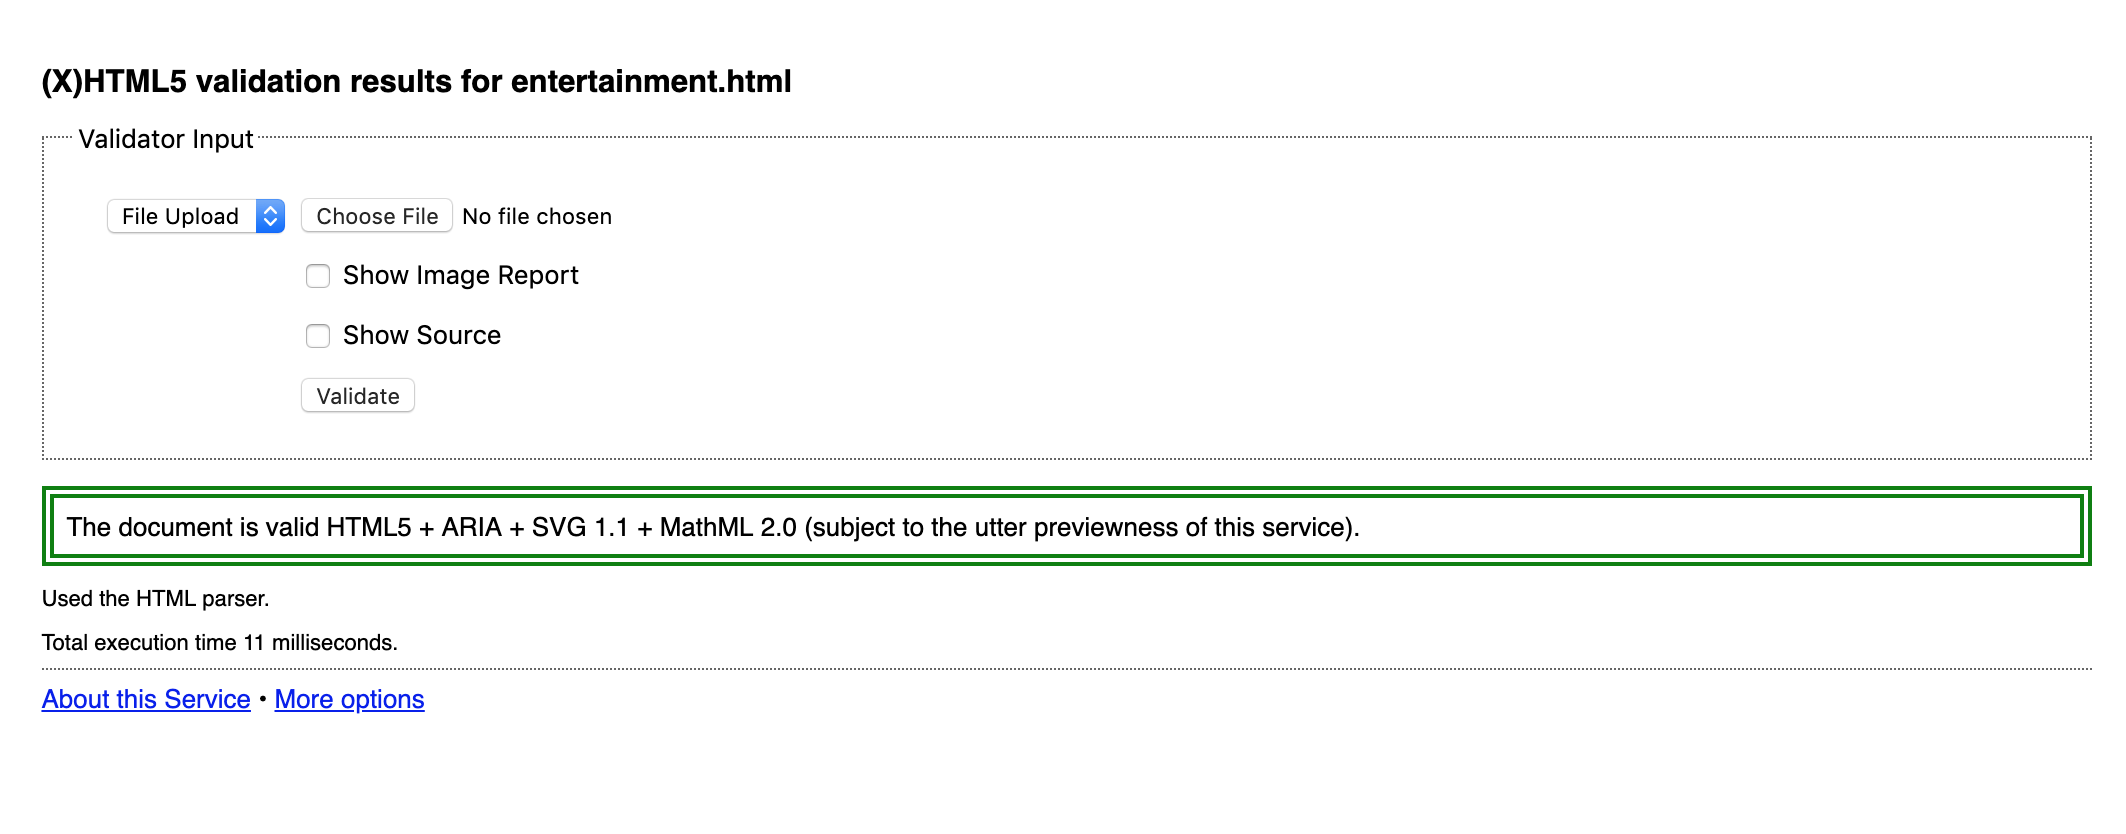 (X)HTML5 validation results for entertainment.html
Validator Input
File Upload Choose File No file chosen
Show Image Report
Show Source
Validate
The document is valid HTML5 + ARIA + SVG 1.1 + MathML 2.0 (subject to the utter previewness of this service).
Used the HTML parser.
Total execution time 11 milliseconds.
About this Service • More options